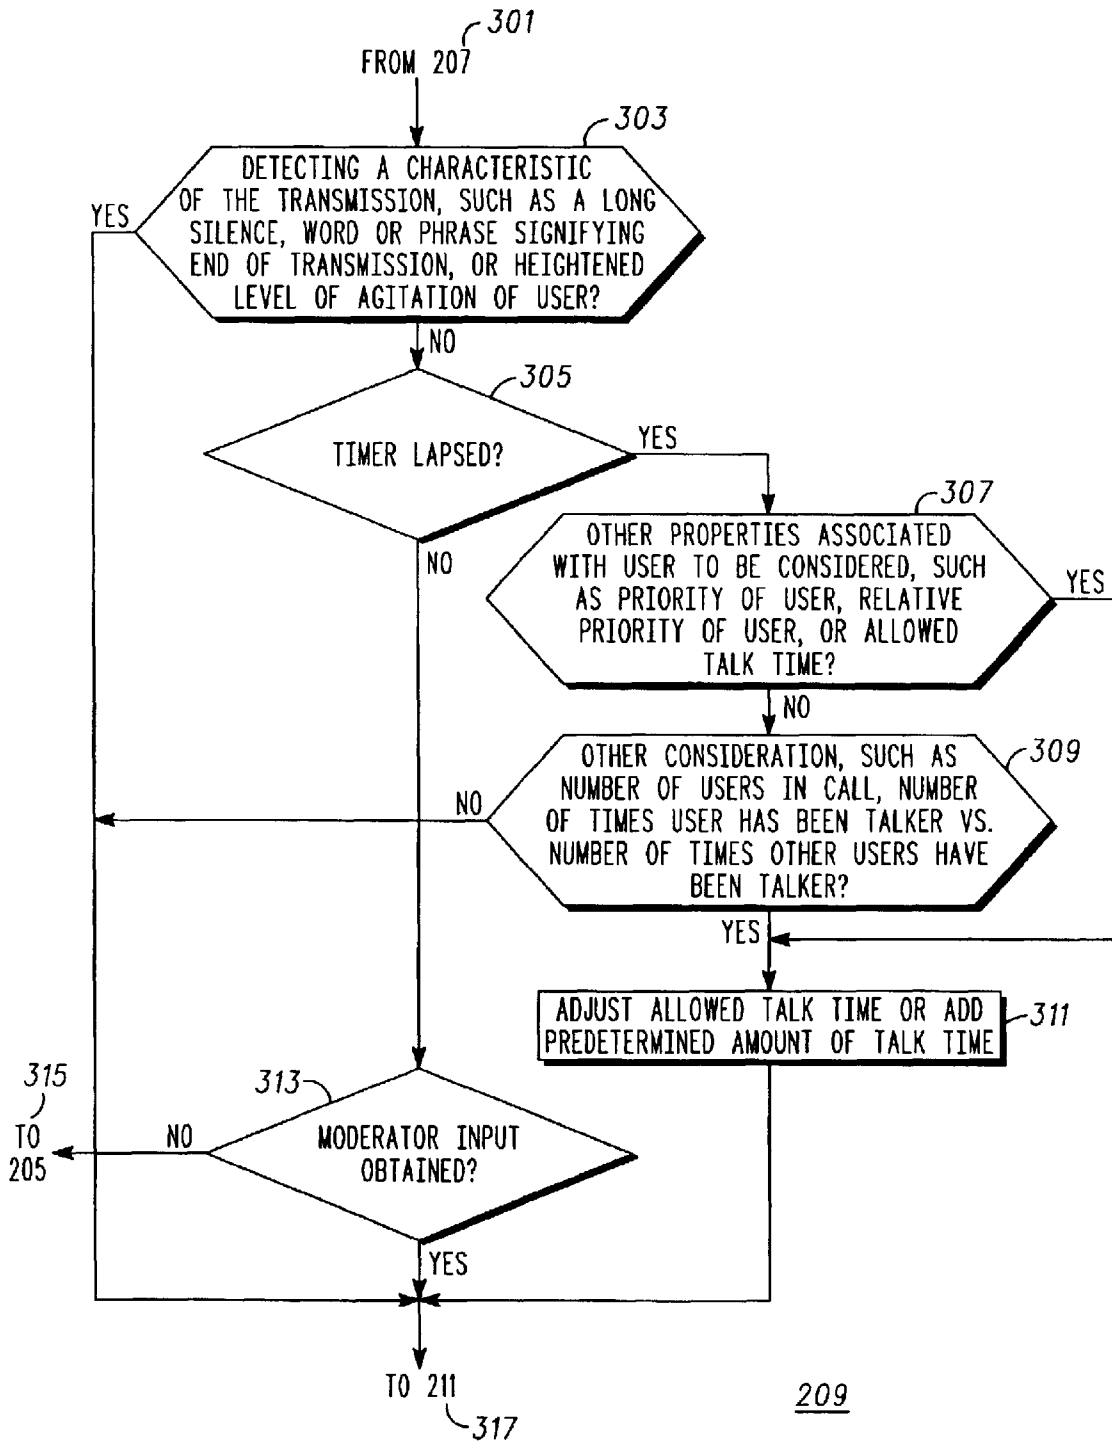 301
FROM 207
303
DETECTING A CHARACTERISTIC
OF THE TRANSMISSION, SUCH AS A LONG
SILENCE, WORD OR PHRASE SIGNIFYING
END OF TRANSMISSION, OR HEIGHTENED
LEVEL OF AGITATION OF USER?
YES
NO
305
TIMER LAPSED?
YES
NO
307
OTHER PROPERTIES ASSOCIATED
WITH USER TO BE CONSIDERED, SUCH
AS PRIORITY OF USER, RELATIVE
PRIORITY OF USER, OR ALLOWED
TALK TIME?
YES
NO
309
OTHER CONSIDERATION, SUCH AS
NUMBER OF USERS IN CALL, NUMBER
OF TIMES USER HAS BEEN TALKER VS.
NUMBER OF TIMES OTHER USERS HAVE
BEEN TALKER?
NO
YES
ADJUST ALLOWED TALK TIME OR ADD
PREDETERMINED AMOUNT OF TALK TIME
311
313
MODERATOR INPUT
OBTAINED?
NO
315
TO
205
YES
TO 211
317
209